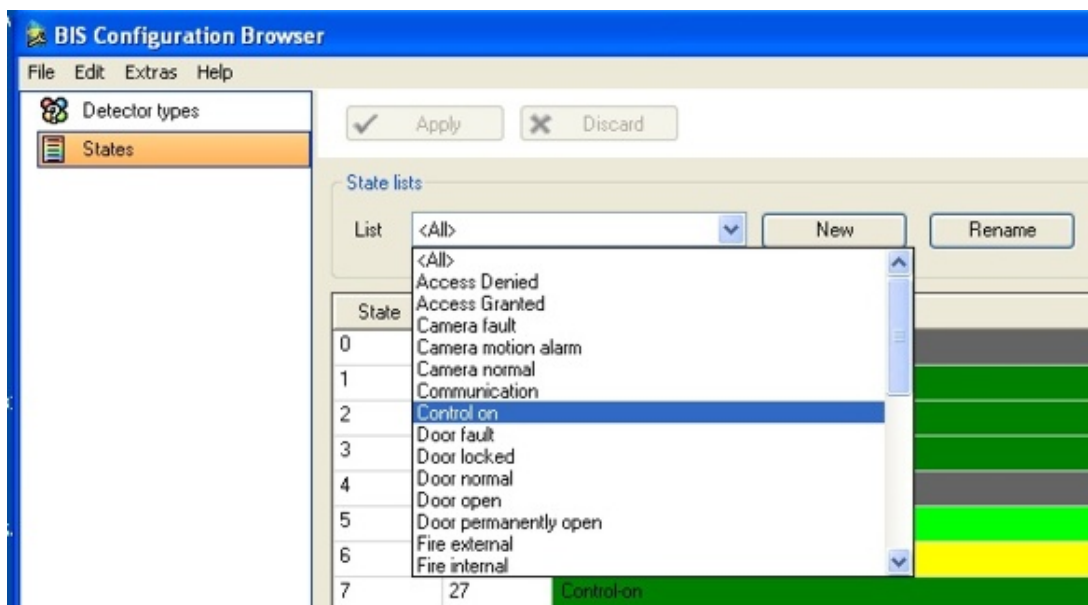 BIS Configuration Browser
File Edit Extras Help
Detector types
States
Apply Discard
State lists
List <All> New Rename
<All>
Access Denied
Access Granted
Camera fault
Camera motion alarm
Camera normal
Communication
Control on
Door fault
Door locked
Door normal
Door open
Door permanently open
Fire external
Fire internal
State
0
1
2
3
4
5
6
7 27 Control-on